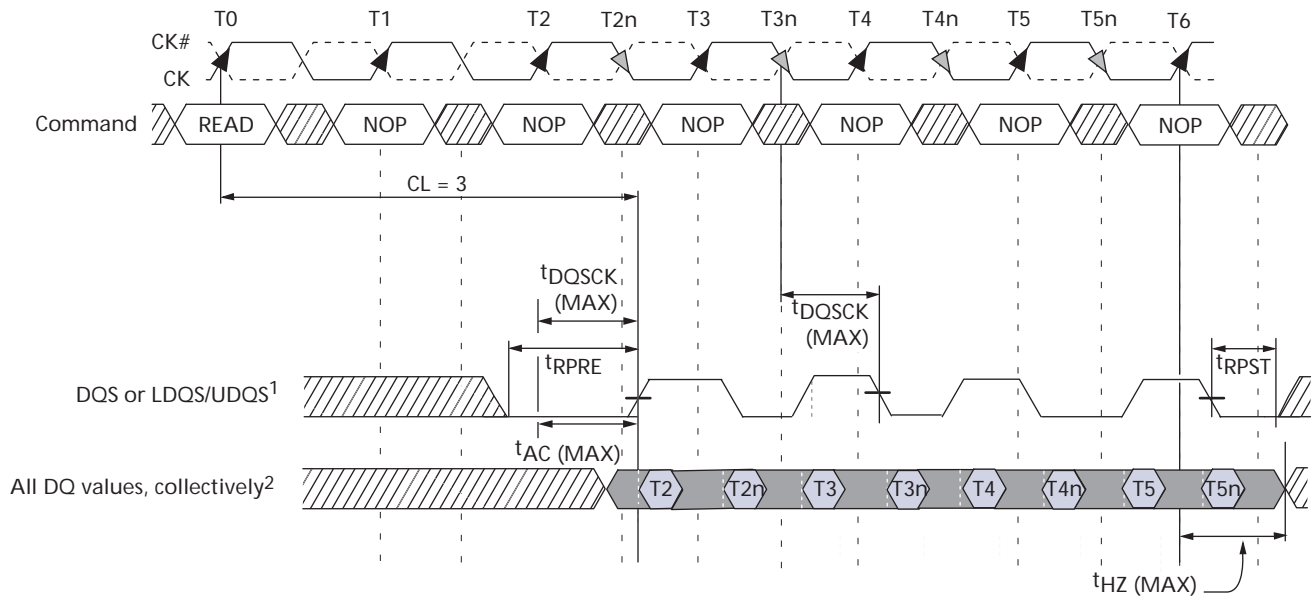 T0 T1 T2 T2n T3 T3n T4 T4n T5 T5n T6
CK#
CK
Command READ NOP NOP NOP NOP NOP NOP
CL = 3
tDQSCK
(MAX)
tDQSCK
(MAX)
tRPRE
tRPST
DQS or LDQS/UDQS1
tAC (MAX)
All DQ values, collectively2 T2 T2n T3 T3n T4 T4n T5 T5n
tHZ (MAX)